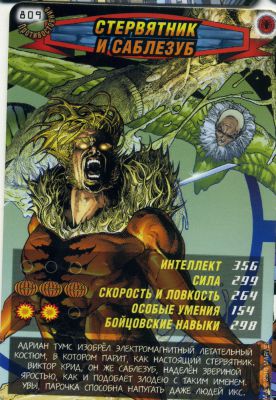 809
ПРОТИВОСТОЯНИЕ
СТЕРВЯТНИК
И САБЛЕЗУБ
ИНТЕЛЛЕКТ 356
СИЛА 299
СКОРОСТЬ И ЛОВКОСТЬ 264
ОСОБЫЕ УМЕНИЯ 154
БОЙЦОВСКИЕ НАВЫКИ 298
АДРИАН ТУМС ИЗОБРЁЛ ЭЛЕКТРОМАГНИТНЫЙ ЛЕТАТЕЛЬНЫЙ
КОСТЮМ, В КОТОРОМ ПАРИТ, КАК НАСТОЯЩИЙ СТЕРВЯТНИК.
ВИКТОР КРИД, ОН ЖЕ САБЛЕЗУБ, НАДЕЛЁН ЗВЕРИНОЙ
ЯРОСТЬЮ, КАК И ПОДОБАЕТ ЗЛОДЕЮ С ТАКИМ ИМЕНЕМ.
УВЫ, ПАРОЧКА СПОСОБНА НАПУГАТЬ ДАЖЕ ЛЮДЕЙ ИКС.